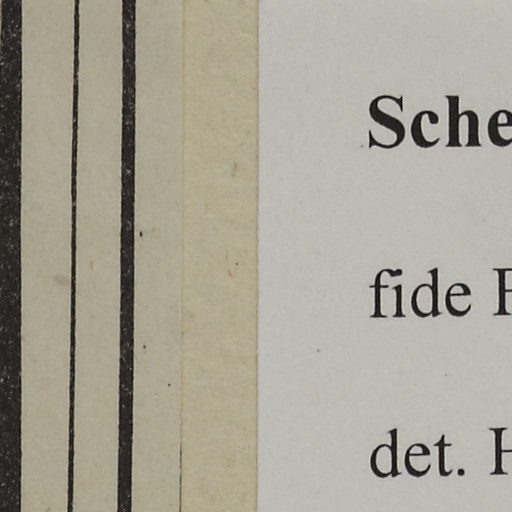 Sche
fide
det. H